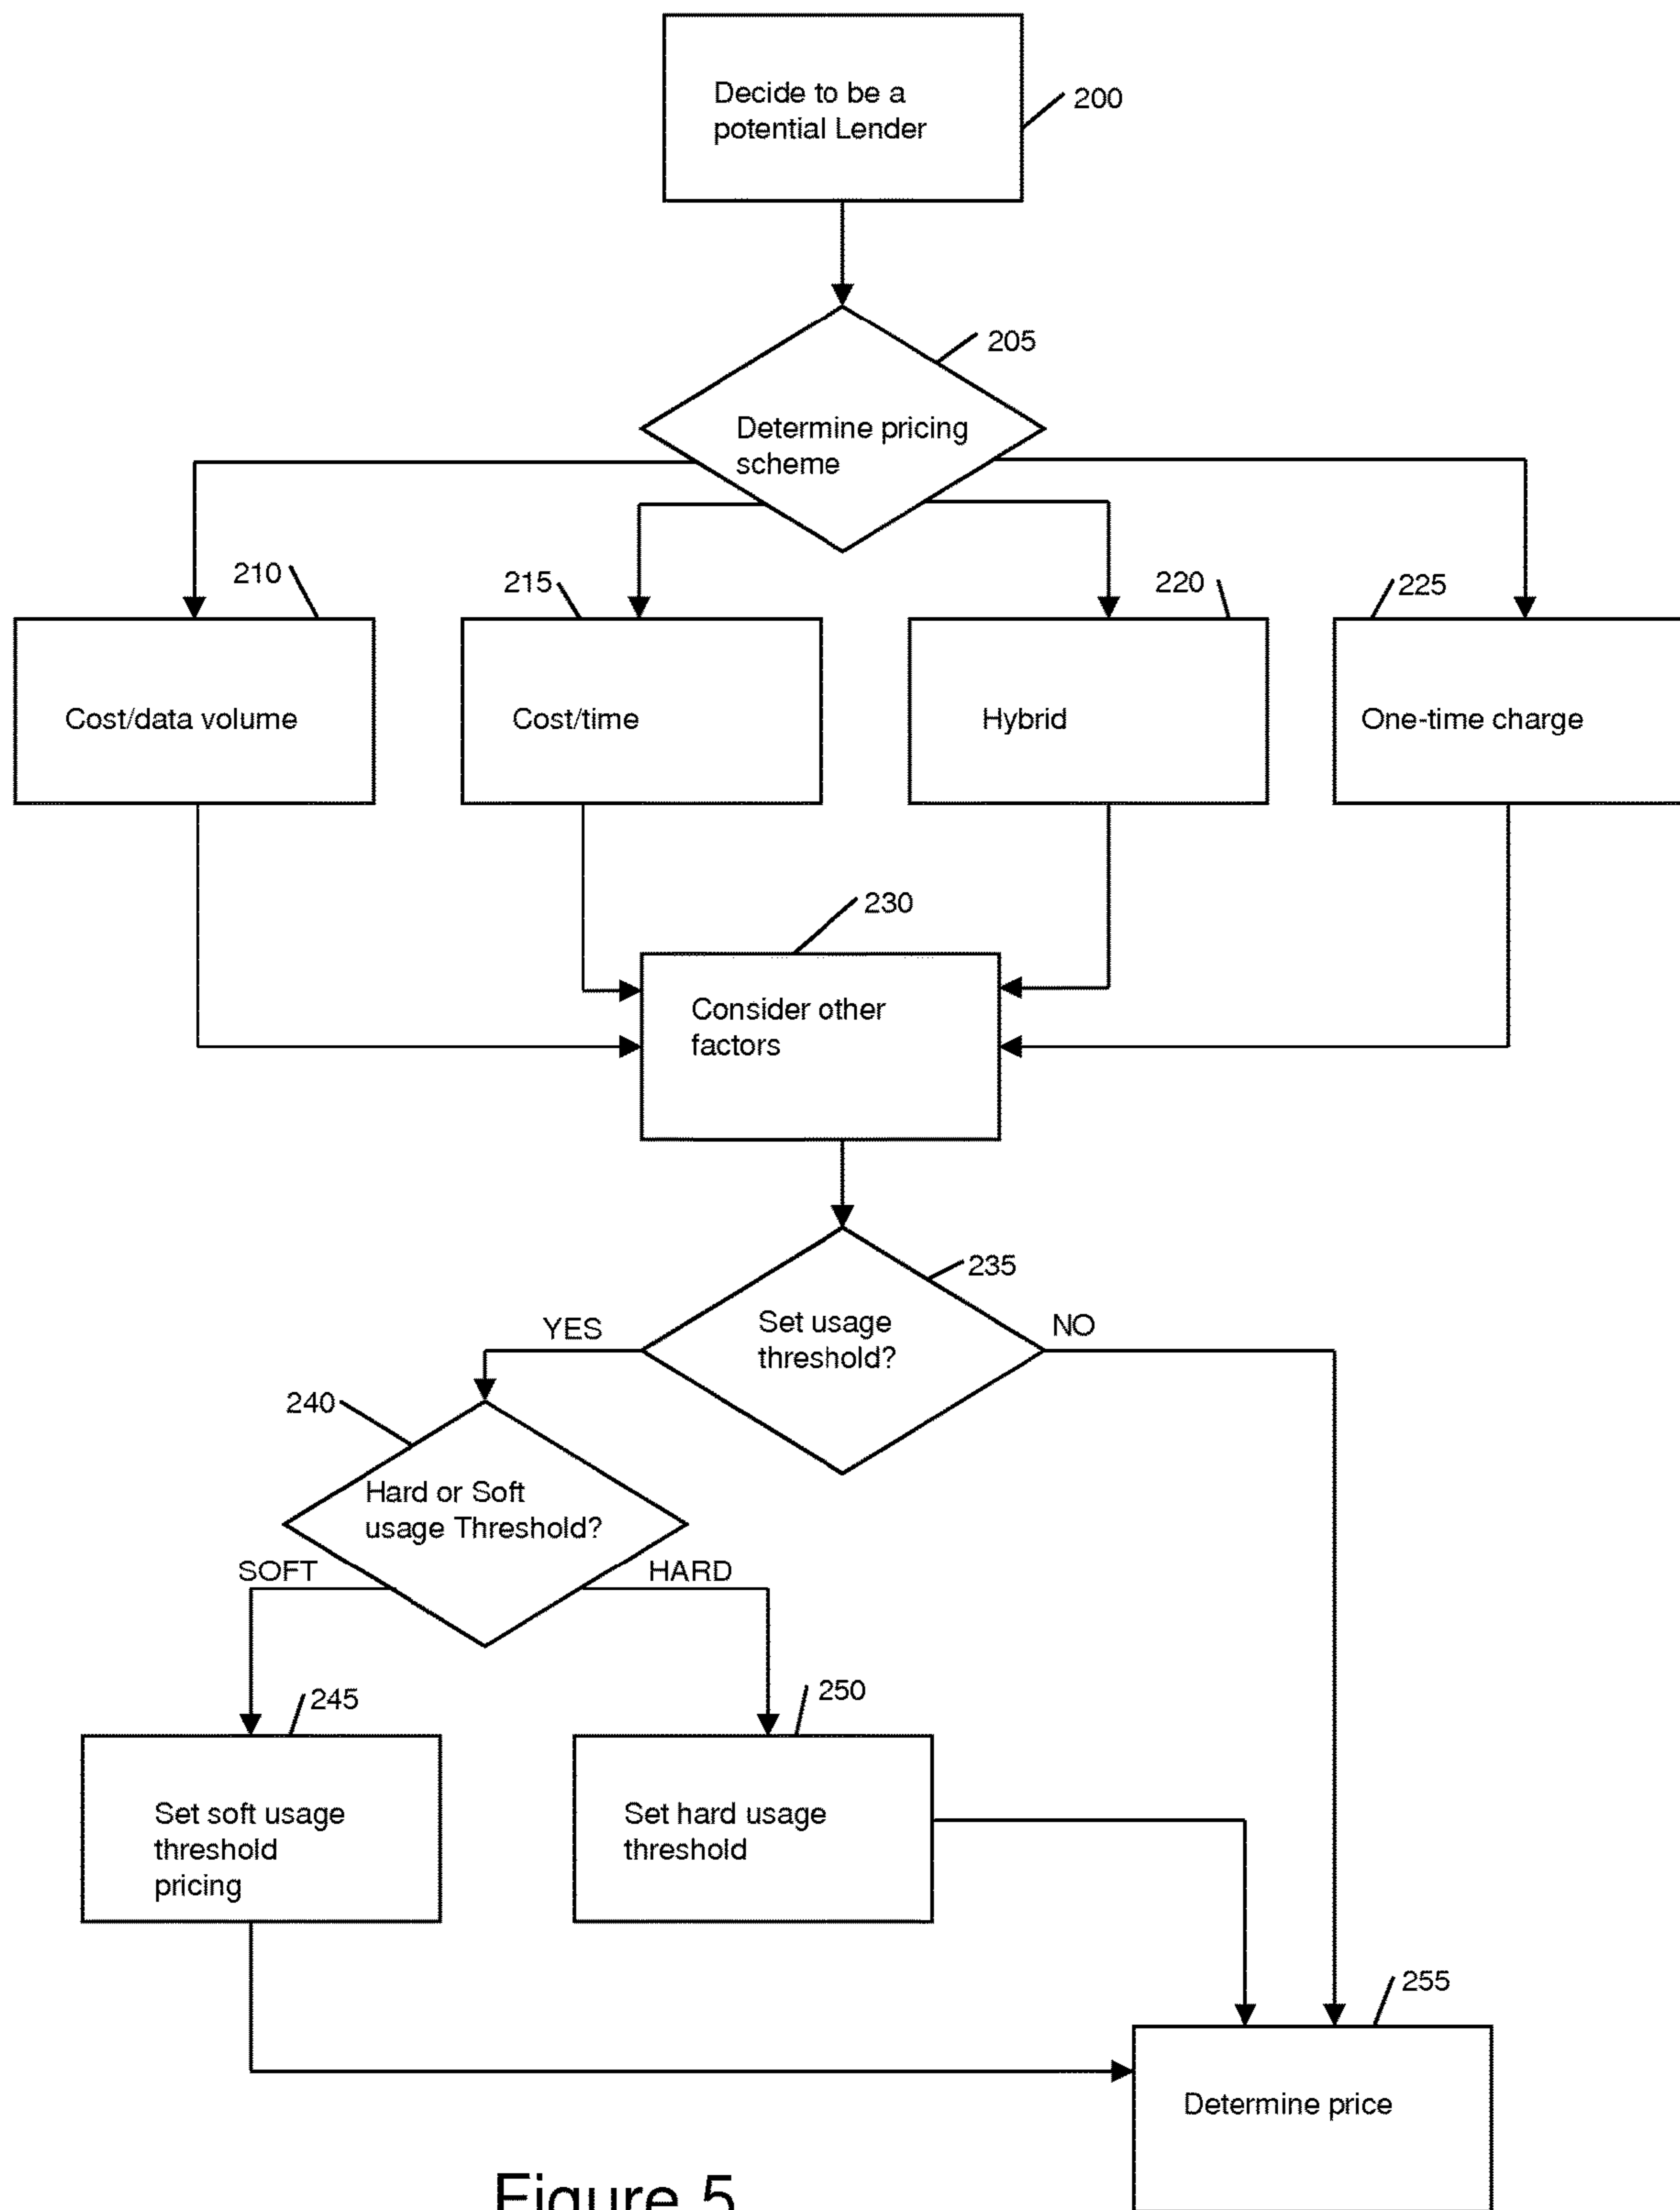 Decide to be a
potential Lender
200
205
Determine pricing
scheme
210
215
220
225
Cost/data volume
Cost/time
Hybrid
One-time charge
230
Consider other
factors
235
YES
Set usage
threshold?
NO
240
Hard or Soft
usage Threshold?
SOFT
HARD
245
250
Set soft usage
threshold
pricing
Set hard usage
threshold
255
Determine price
Figure 5